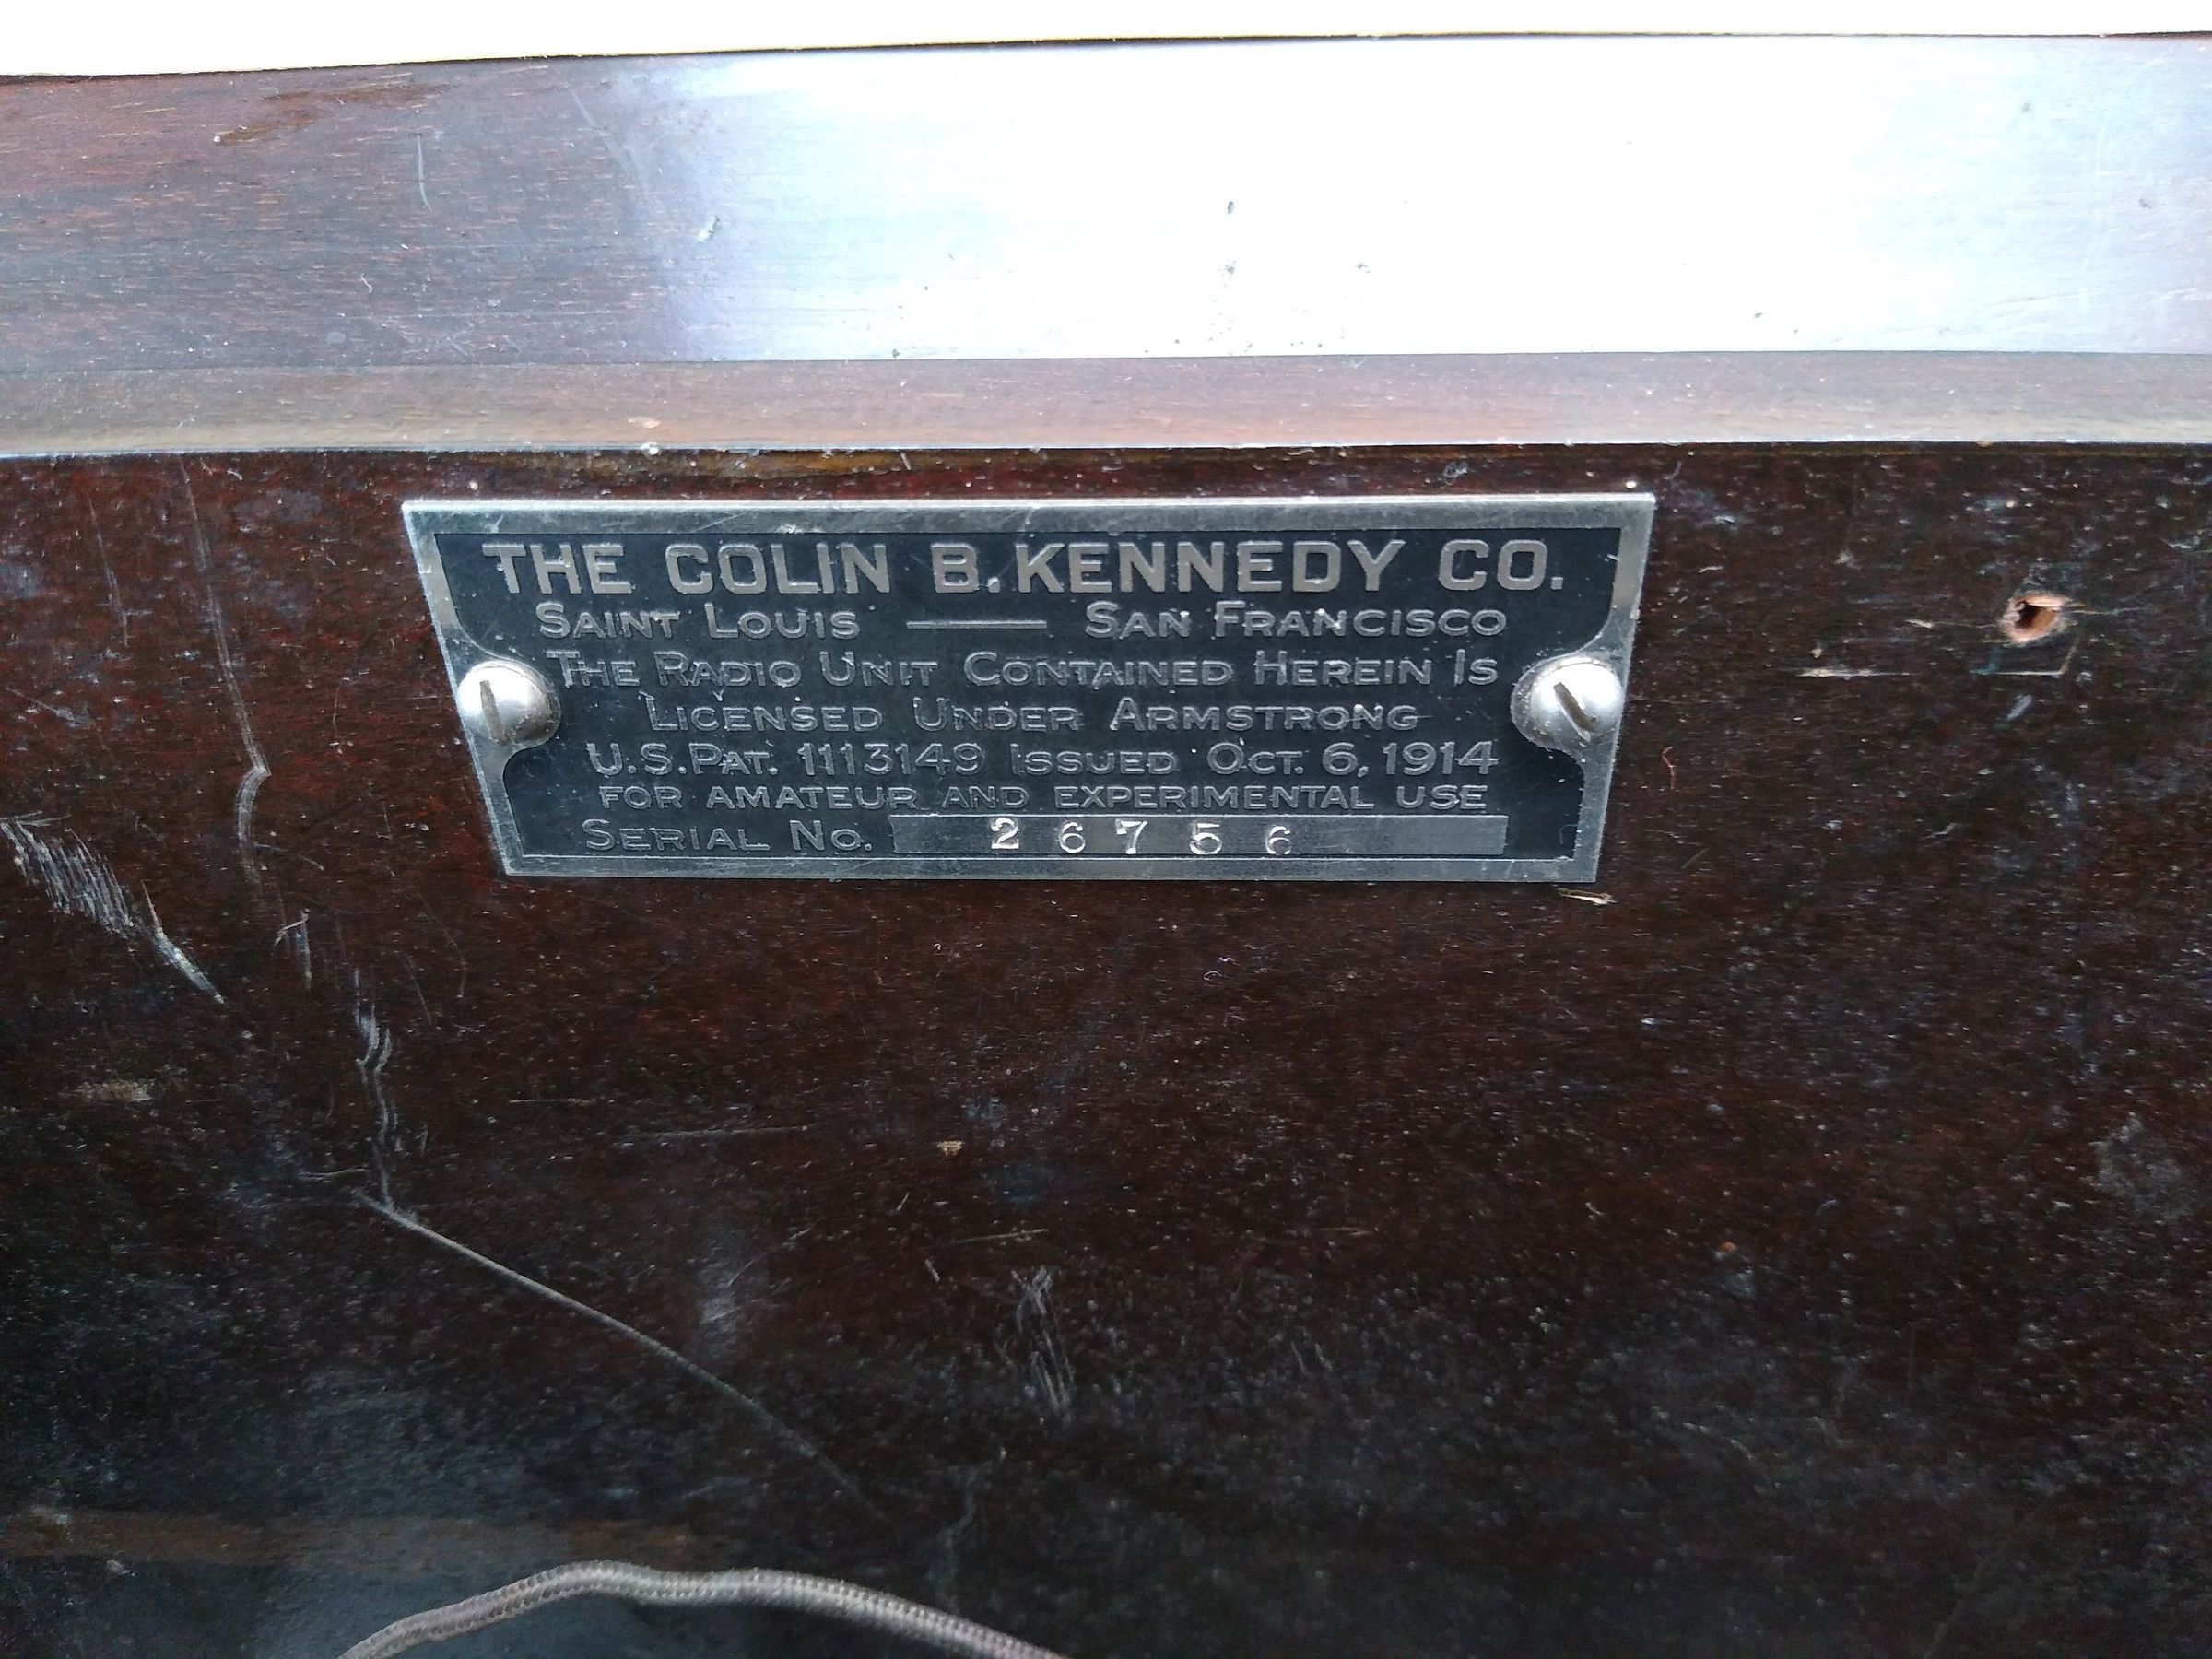 THE COLIN B. KENNEDY CO.
SAINT LOUIS — SAN FRANCISCO
THE RADIO UNIT CONTAINED HEREIN IS
LICENSED UNDER ARMSTRONG
U.S. PAT. 1113149 ISSUED OCT. 6, 1914
FOR AMATEUR AND EXPERIMENTAL USE
SERIAL NO. 26756